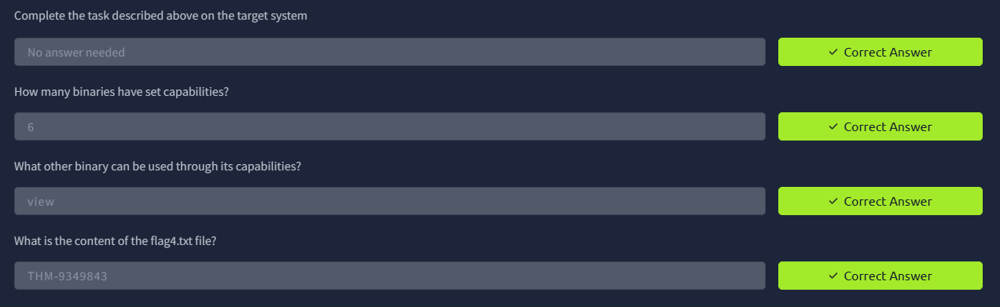 Complete the task described above on the target system
No answer needed
✓ Correct Answer
How many binaries have set capabilities?
6
✓ Correct Answer
What other binary can be used through its capabilities?
view
✓ Correct Answer
What is the content of the flag4.txt file?
THM-9349843
✓ Correct Answer